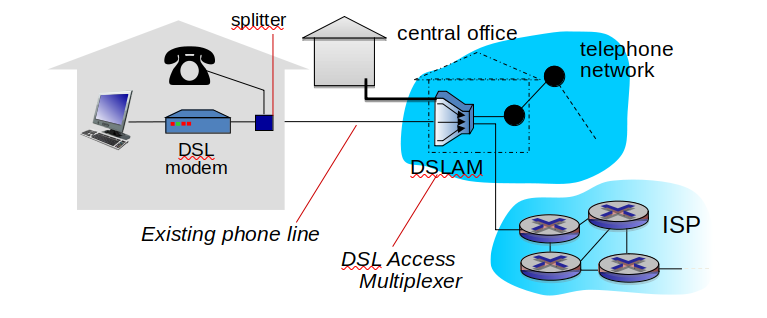 splitter
central office
telephone
network
DSL
modem
DSLAM
Existing phone line
DSL Access
Multiplexer
ISP